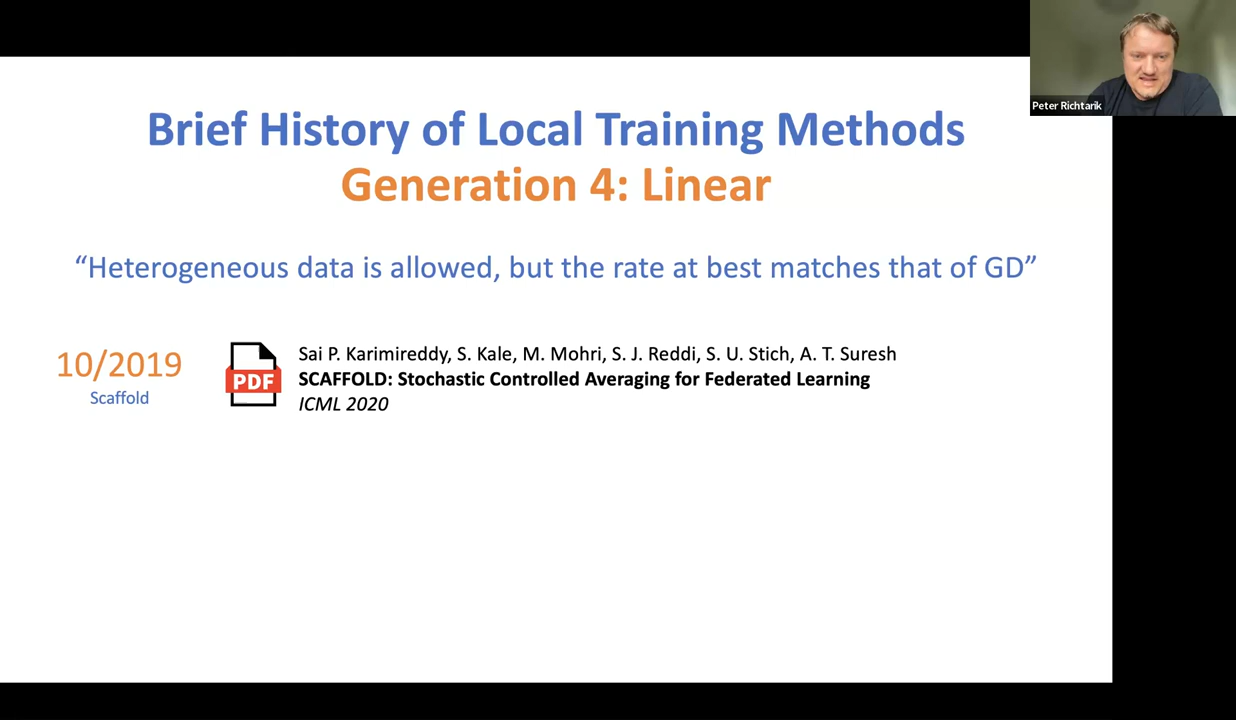 Peter Richtarik
Brief History of Local Training Methods
Generation 4: Linear
“Heterogeneous data is allowed, but the rate at best matches that of GD”
10/2019
Scaffold
PDF
Sai P. Karimireddy, S. Kale, M. Mohri, S. J. Reddi, S. U. Stich, A. T. Suresh
SCAFFOLD: Stochastic Controlled Averaging for Federated Learning
ICML 2020